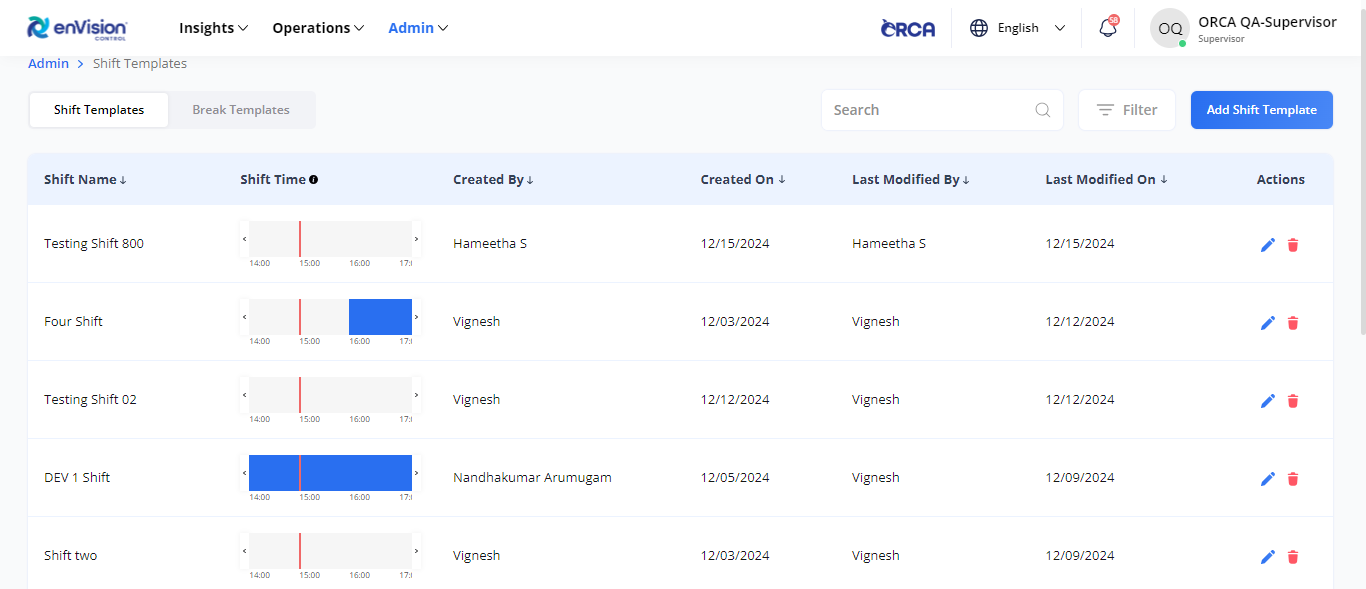 enVision
CONTROL
Insights Operations Admin
ORCA
English
58
OQ
ORCA QA-Supervisor
Supervisor
Admin > Shift Templates
Shift Templates Break Templates
Search
Filter
Add Shift Template
Shift Name↓ Shift Time Created By↓ Created On ↓ Last Modified By↓ Last Modified On ↓ Actions
Testing Shift 800 Hameetha S 12/15/2024 Hameetha S 12/15/2024
14:00 15:00 16:00 17:
Four Shift Vignesh 12/03/2024 Vignesh 12/12/2024
14:00 15:00 16:00 17:
Testing Shift 02 Vignesh 12/12/2024 Vignesh 12/12/2024
14:00 15:00 16:00 17:
DEV 1 Shift Nandhakumar Arumugam 12/05/2024 Vignesh 12/09/2024
14:00 15:00 16:00 17:
Shift two Vignesh 12/03/2024 Vignesh 12/09/2024
14:00 15:00 16:00 17: